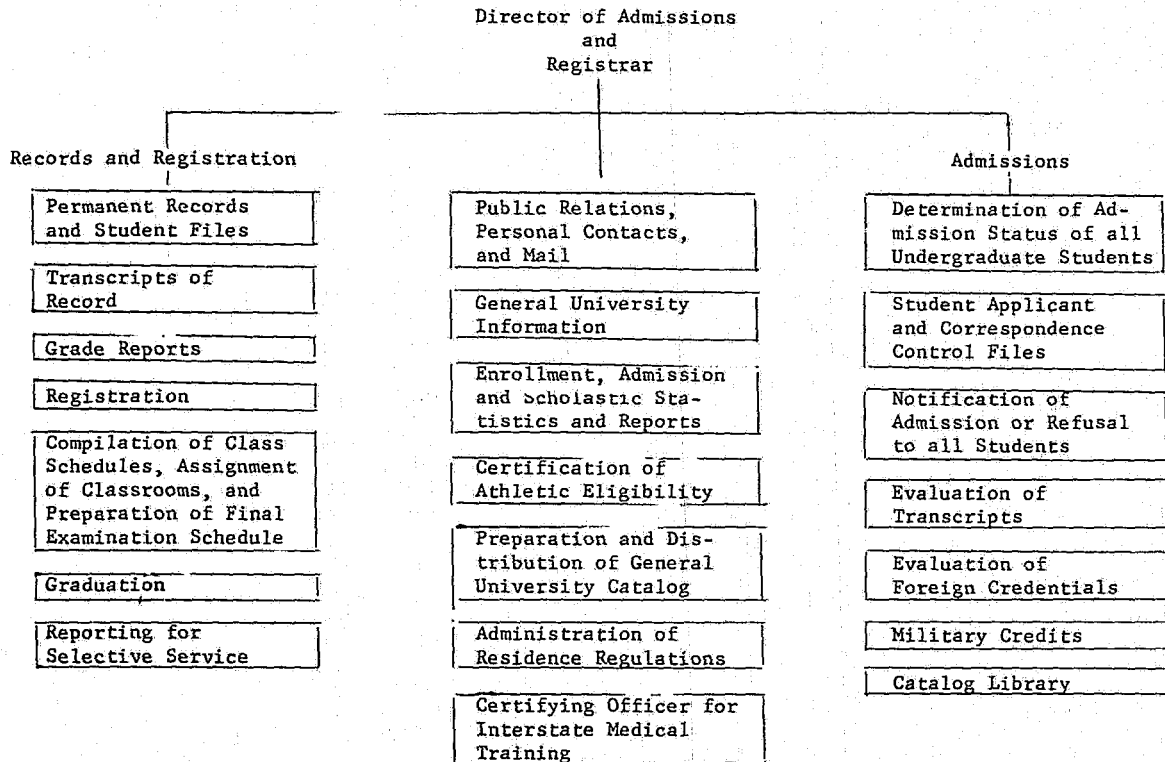 Director of Admissions
and
Registrar
Records and Registration
Permanent Records
and Student Files
Transcripts of
Record
Grade Reports
Registration
Compilation of Class
Schedules, Assignment
of Classrooms, and
Preparation of Final
Examination Schedule
Graduation
Reporting for
Selective Service
Public Relations,
Personal Contacts,
and Mail
General University
Information
Enrollment, Admission
and Scholastic Sta-
tistics and Reports
Certification of
Athletic Eligibility
Preparation and Dis-
tribution of General
University Catalog
Administration of
Residence Regulations
Certifying Officer for
Interstate Medical
Training
Admissions
Determination of Ad-
mission Status of all
Undergraduate Students
Student Applicant
and Correspondence
Control Files
Notification of
Admission or Refusal
to all Students
Evaluation of
Transcripts
Evaluation of
Foreign Credentials
Military Credits
Catalog Library